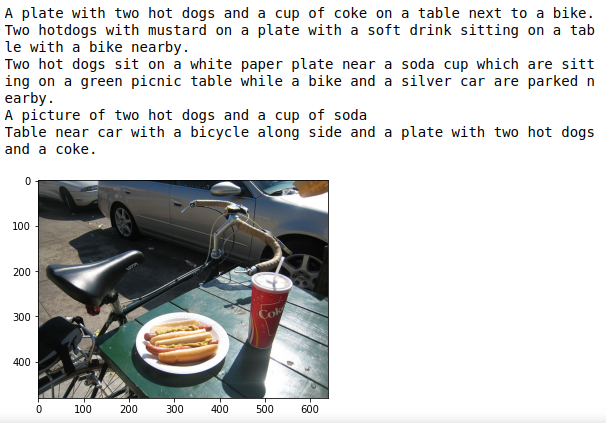 A plate with two hot dogs and a cup of coke on a table next to a bike.
Two hotdogs with mustard on a plate with a soft drink sitting on a tab
le with a bike nearby.
Two hot dogs sit on a white paper plate near a soda cup which are sitt
ing on a green picnic table while a bike and a silver car are parked n
earby.
A picture of two hot dogs and a cup of soda
Table near car with a bicycle along side and a plate with two hot dogs
and a coke.
0
100
200
300
400
Coke
0 100 200 300 400 500 600